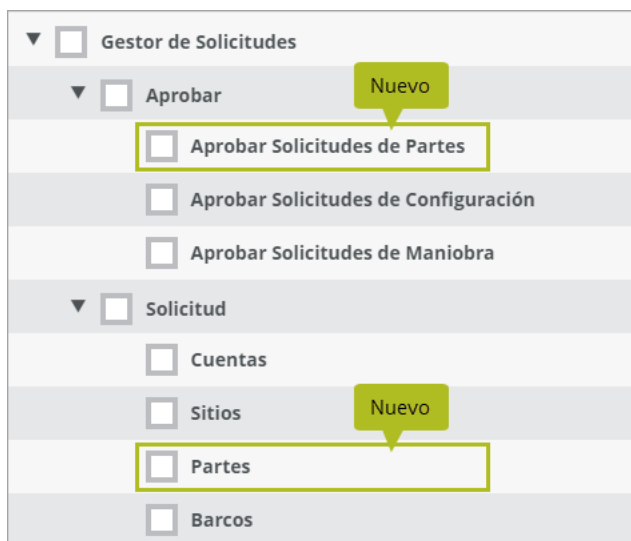 Gestor de Solicitudes
Aprobar
Nuevo
Aprobar Solicitudes de Partes
Aprobar Solicitudes de Configuración
Aprobar Solicitudes de Maniobra
Solicitud
Cuentas
Sitios
Nuevo
Partes
Barcos